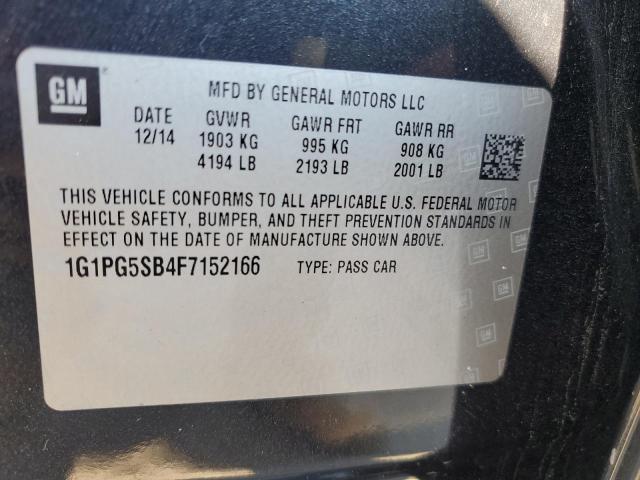 GM
MFD BY GENERAL MOTORS LLC
DATE GVWR GAWR FRT GAWR RR
12/14 1903 KG 995 KG 908 KG
4194 LB 2193 LB 2001 LB
THIS VEHICLE CONFORMS TO ALL APPLICABLE U.S. FEDERAL MOTOR
VEHICLE SAFETY, BUMPER, AND THEFT PREVENTION STANDARDS IN
EFFECT ON THE DATE OF MANUFACTURE SHOWN ABOVE.
1G1PG5SB4F7152166 TYPE: PASS CAR